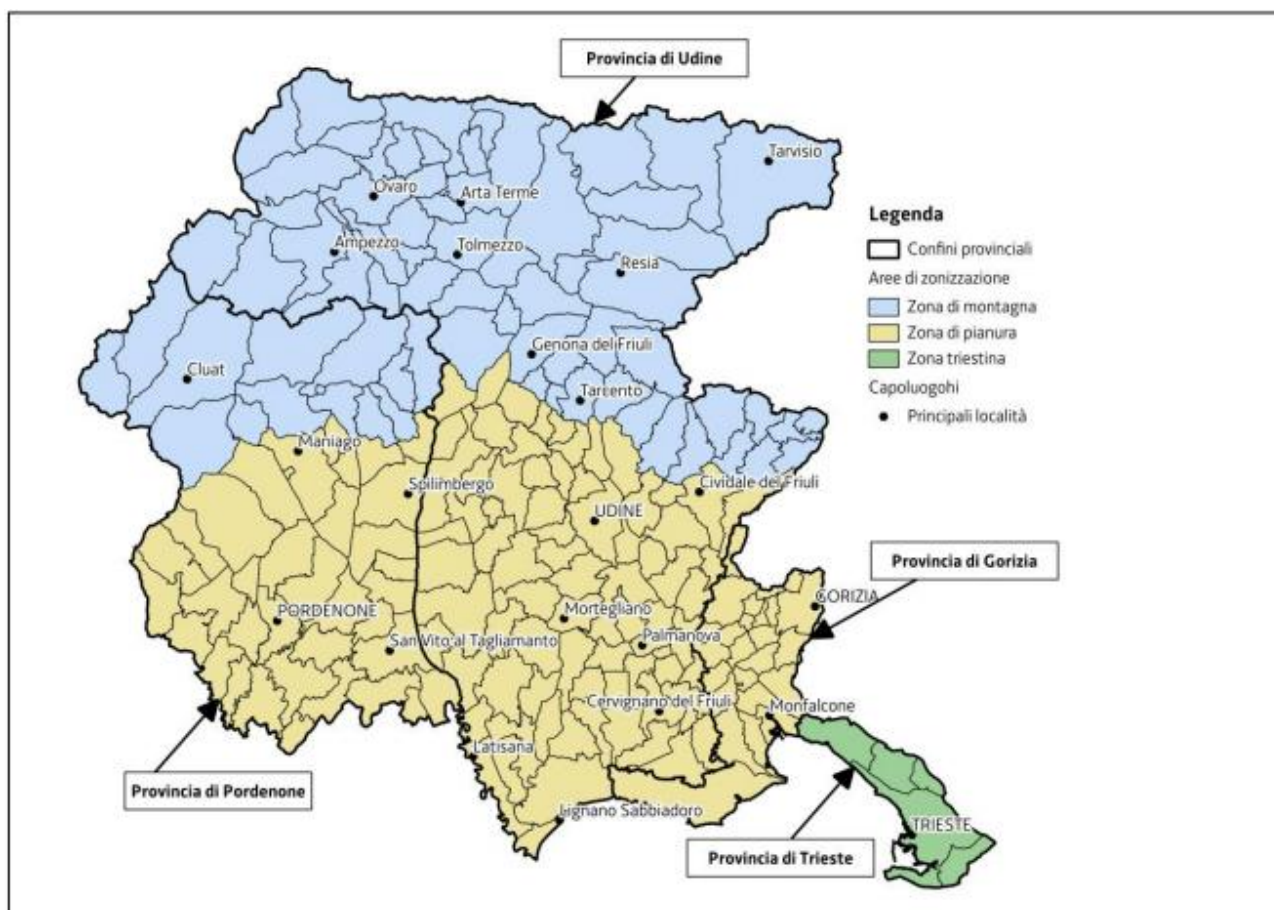 Provincia di Udine
Tarvisio
Ovaro
Arta Terme
Ampezzo
Tolmezzo
Resia
Legenda
Confini provinciali
Aree di zonizzazione
Zona di montagna
Zona di pianura
Zona triestina
Capoluogohi
Principali località
Genona del Friuli
Cluat
Tarcento
Maniago
Spilimbergo
Cividale del Friuli
UDINE
Provincia di Gorizia
GORIZIA
PORDENONE
Mortegliano
San Vito al Tagliamanto
Palmanova
Cervignano del Friuli
Monfalcone
Latisana
Provincia di Pordenone
Lignano Sabbiadoro
TRIESTE
Provincia di Trieste